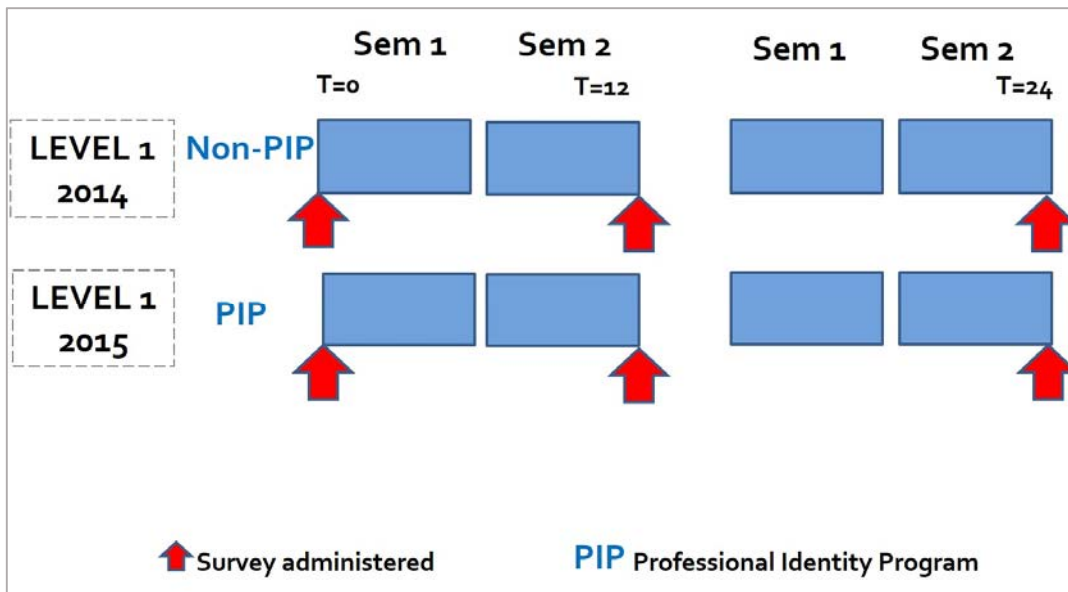 Sem 1 Sem 2 Sem 1 Sem 2
T=0 T=12 T=24
LEVEL 1 Non-PIP
2014
LEVEL 1 PIP
2015
Survey administered PIP Professional Identity Program